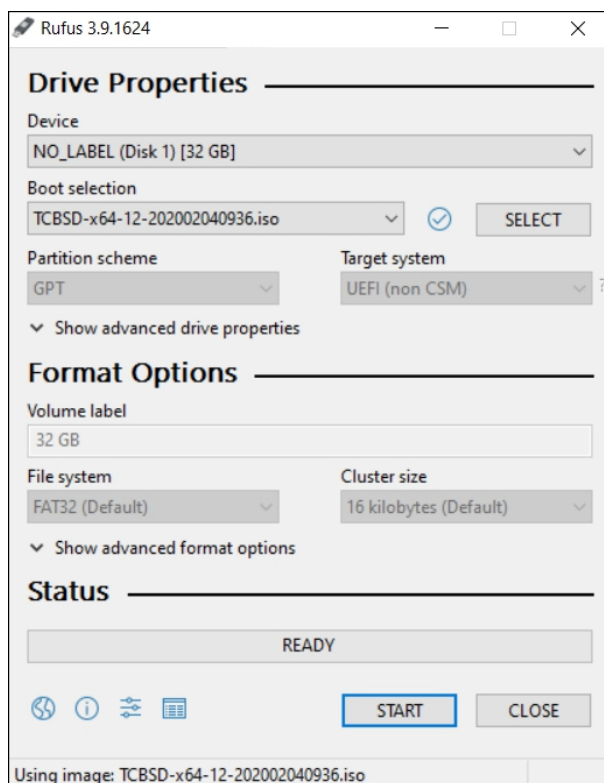 Rufus 3.9.1624
Drive Properties
Device
NO_LABEL (Disk 1) [32 GB]
Boot selection
TCBSD-x64-12-202002040936.iso
SELECT
Partition scheme
Target system
GPT
UEFI (non CSM)
?
Show advanced drive properties
Format Options
Volume label
32 GB
File system
Cluster size
FAT32 (Default)
16 kilobytes (Default)
Show advanced format options
Status
READY
START
CLOSE
Using image: TCBSD-x64-12-202002040936.iso